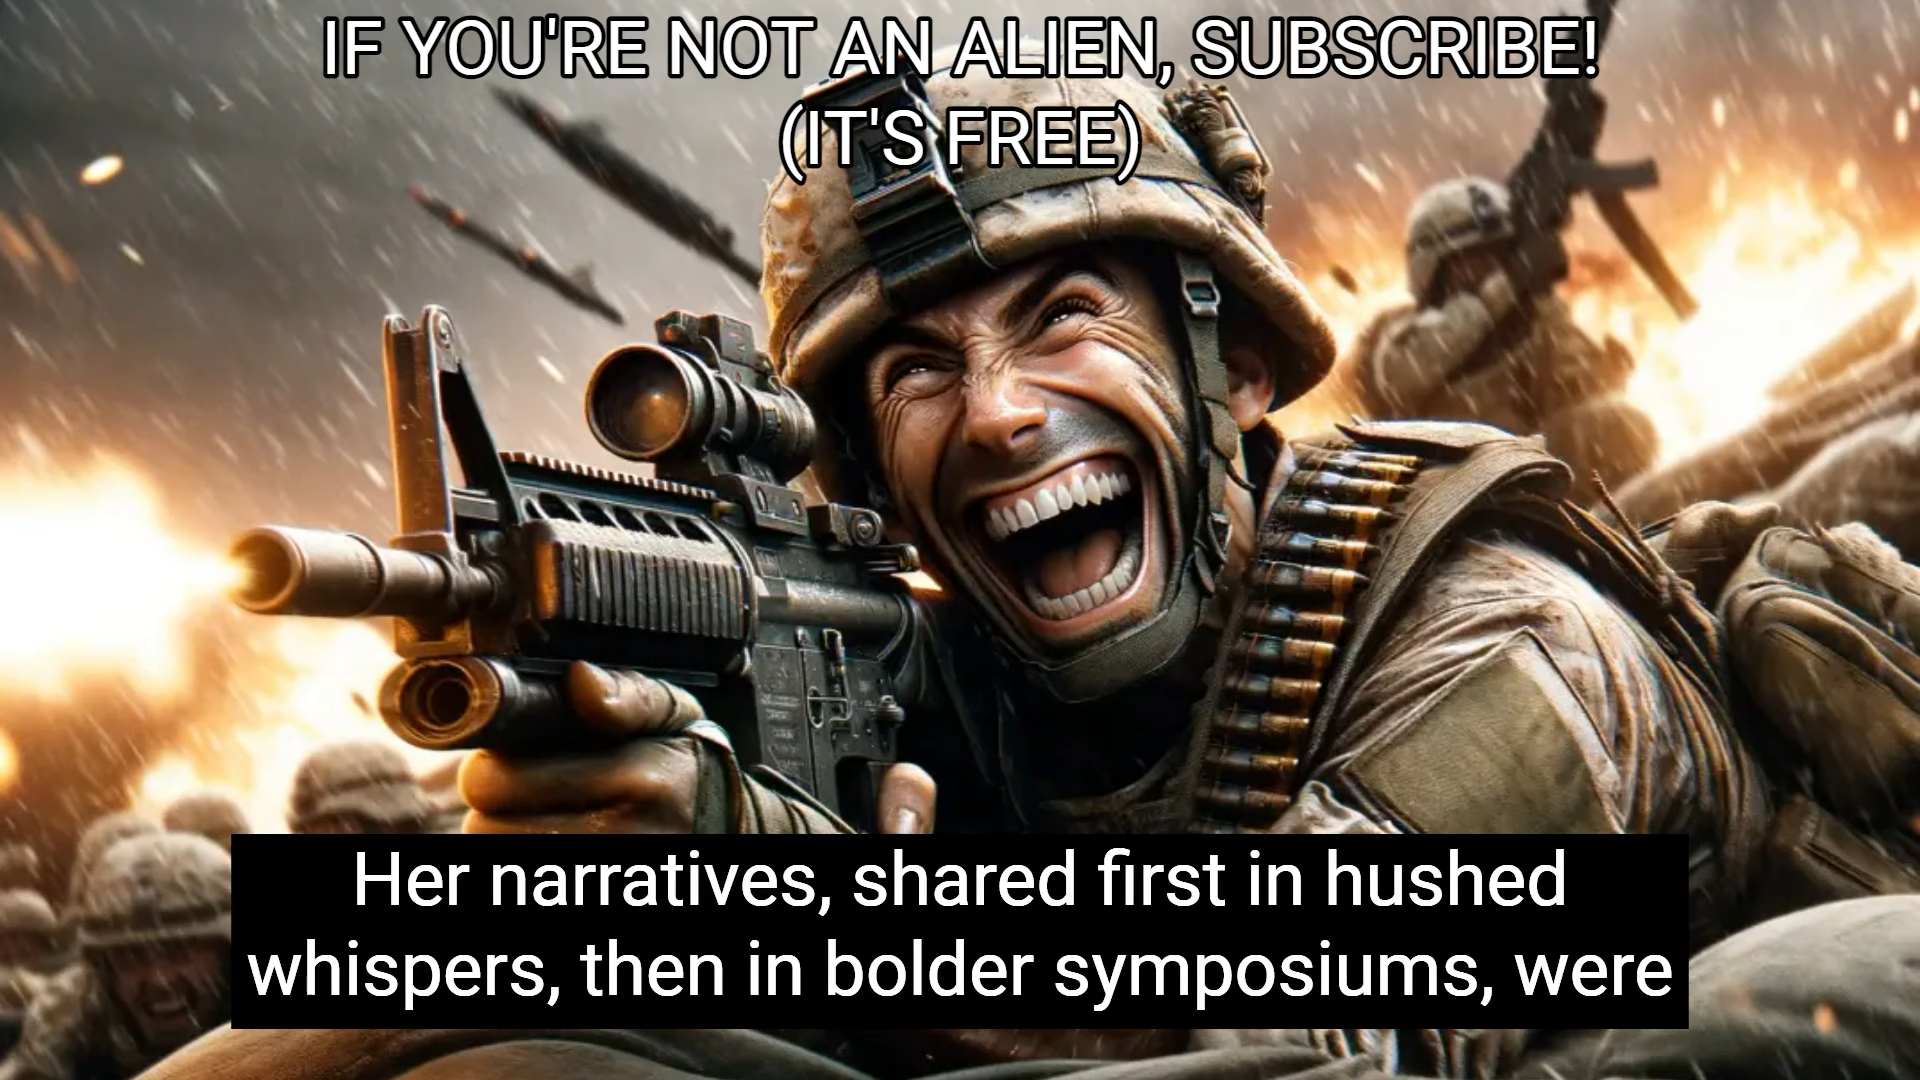 IF YOU'RE NOT AN ALIEN, SUBSCRIBE!
(IT'S FREE)
Her narratives, shared first in hushed
whispers, then in bolder symposiums, were